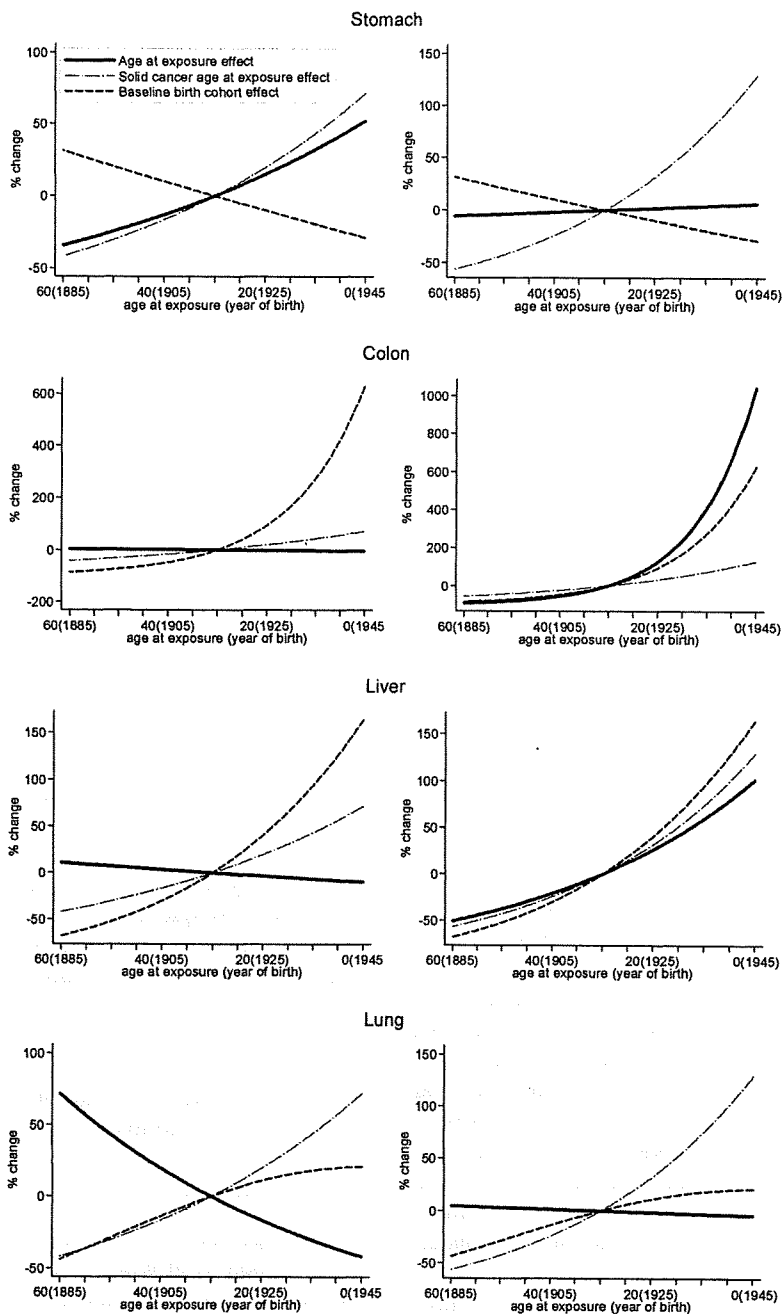 Stomach
100
50
0
-50
% change
Age at exposure effect
Solid cancer age at exposure effect
Baseline birth cohort effect
60(1885) 40(1905) 20(1925) 0(1945)
age at exposure (year of birth)
150
100
50
0
-50
% change
60(1885) 40(1905) 20(1925) 0(1945)
age at exposure (year of birth)
Colon
600
400
200
0
-200
% change
60(1885) 40(1905) 20(1925) 0(1945)
age at exposure (year of birth)
1000
800
600
400
200
0
% change
60(1885) 40(1905) 20(1925) 0(1945)
age at exposure (year of birth)
Liver
150
100
50
0
-50
% change
60(1885) 40(1905) 20(1925) 0(1945)
age at exposure (year of birth)
150
100
50
0
-50
% change
60(1885) 40(1905) 20(1925) 0(1945)
age at exposure (year of birth)
Lung
100
50
0
-50
% change
60(1885) 40(1905) 20(1925) 0(1945)
age at exposure (year of birth)
150
100
50
0
-50
% change
60(1885) 40(1905) 20(1925) 0(1945)
age at exposure (year of birth)